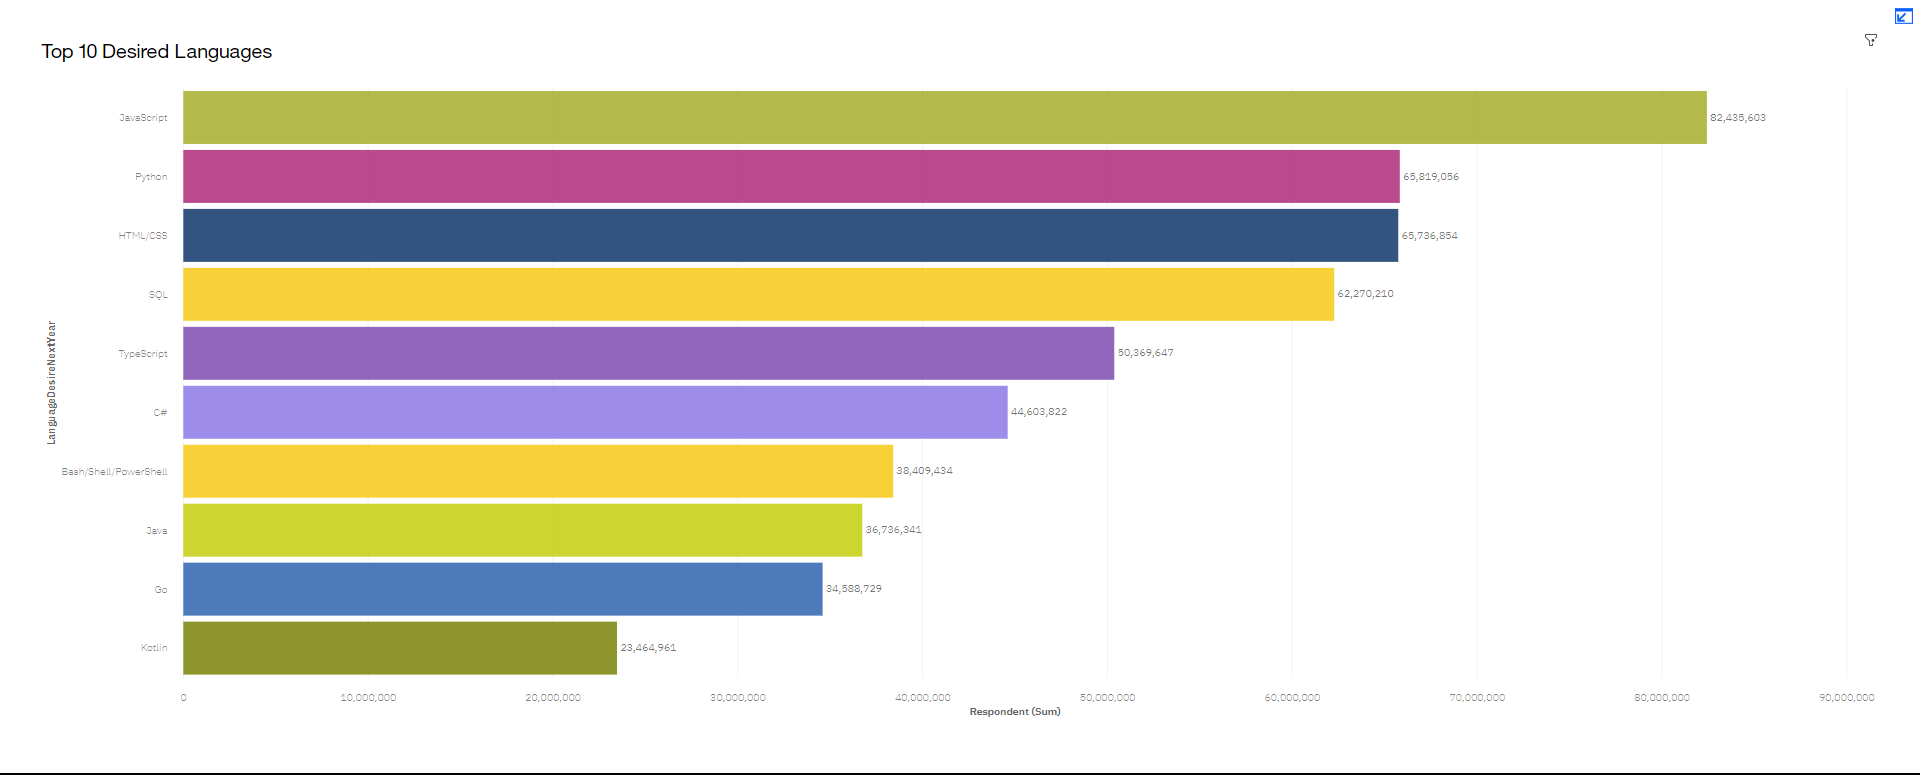 Top 10 Desired Languages
LanguageDesireNextYear
JavaScript 82,435,603
Python 65,819,056
HTML/CSS 65,736,854
SQL 62,270,210
TypeScript 50,369,647
C# 44,603,822
Bash/Shell/PowerShell 38,409,434
Java 36,736,341
Go 34,588,729
Kotlin 23,464,961
0 10,000,000 20,000,000 30,000,000 40,000,000 50,000,000 60,000,000 70,000,000 80,000,000 90,000,000
Respondent (Sum)